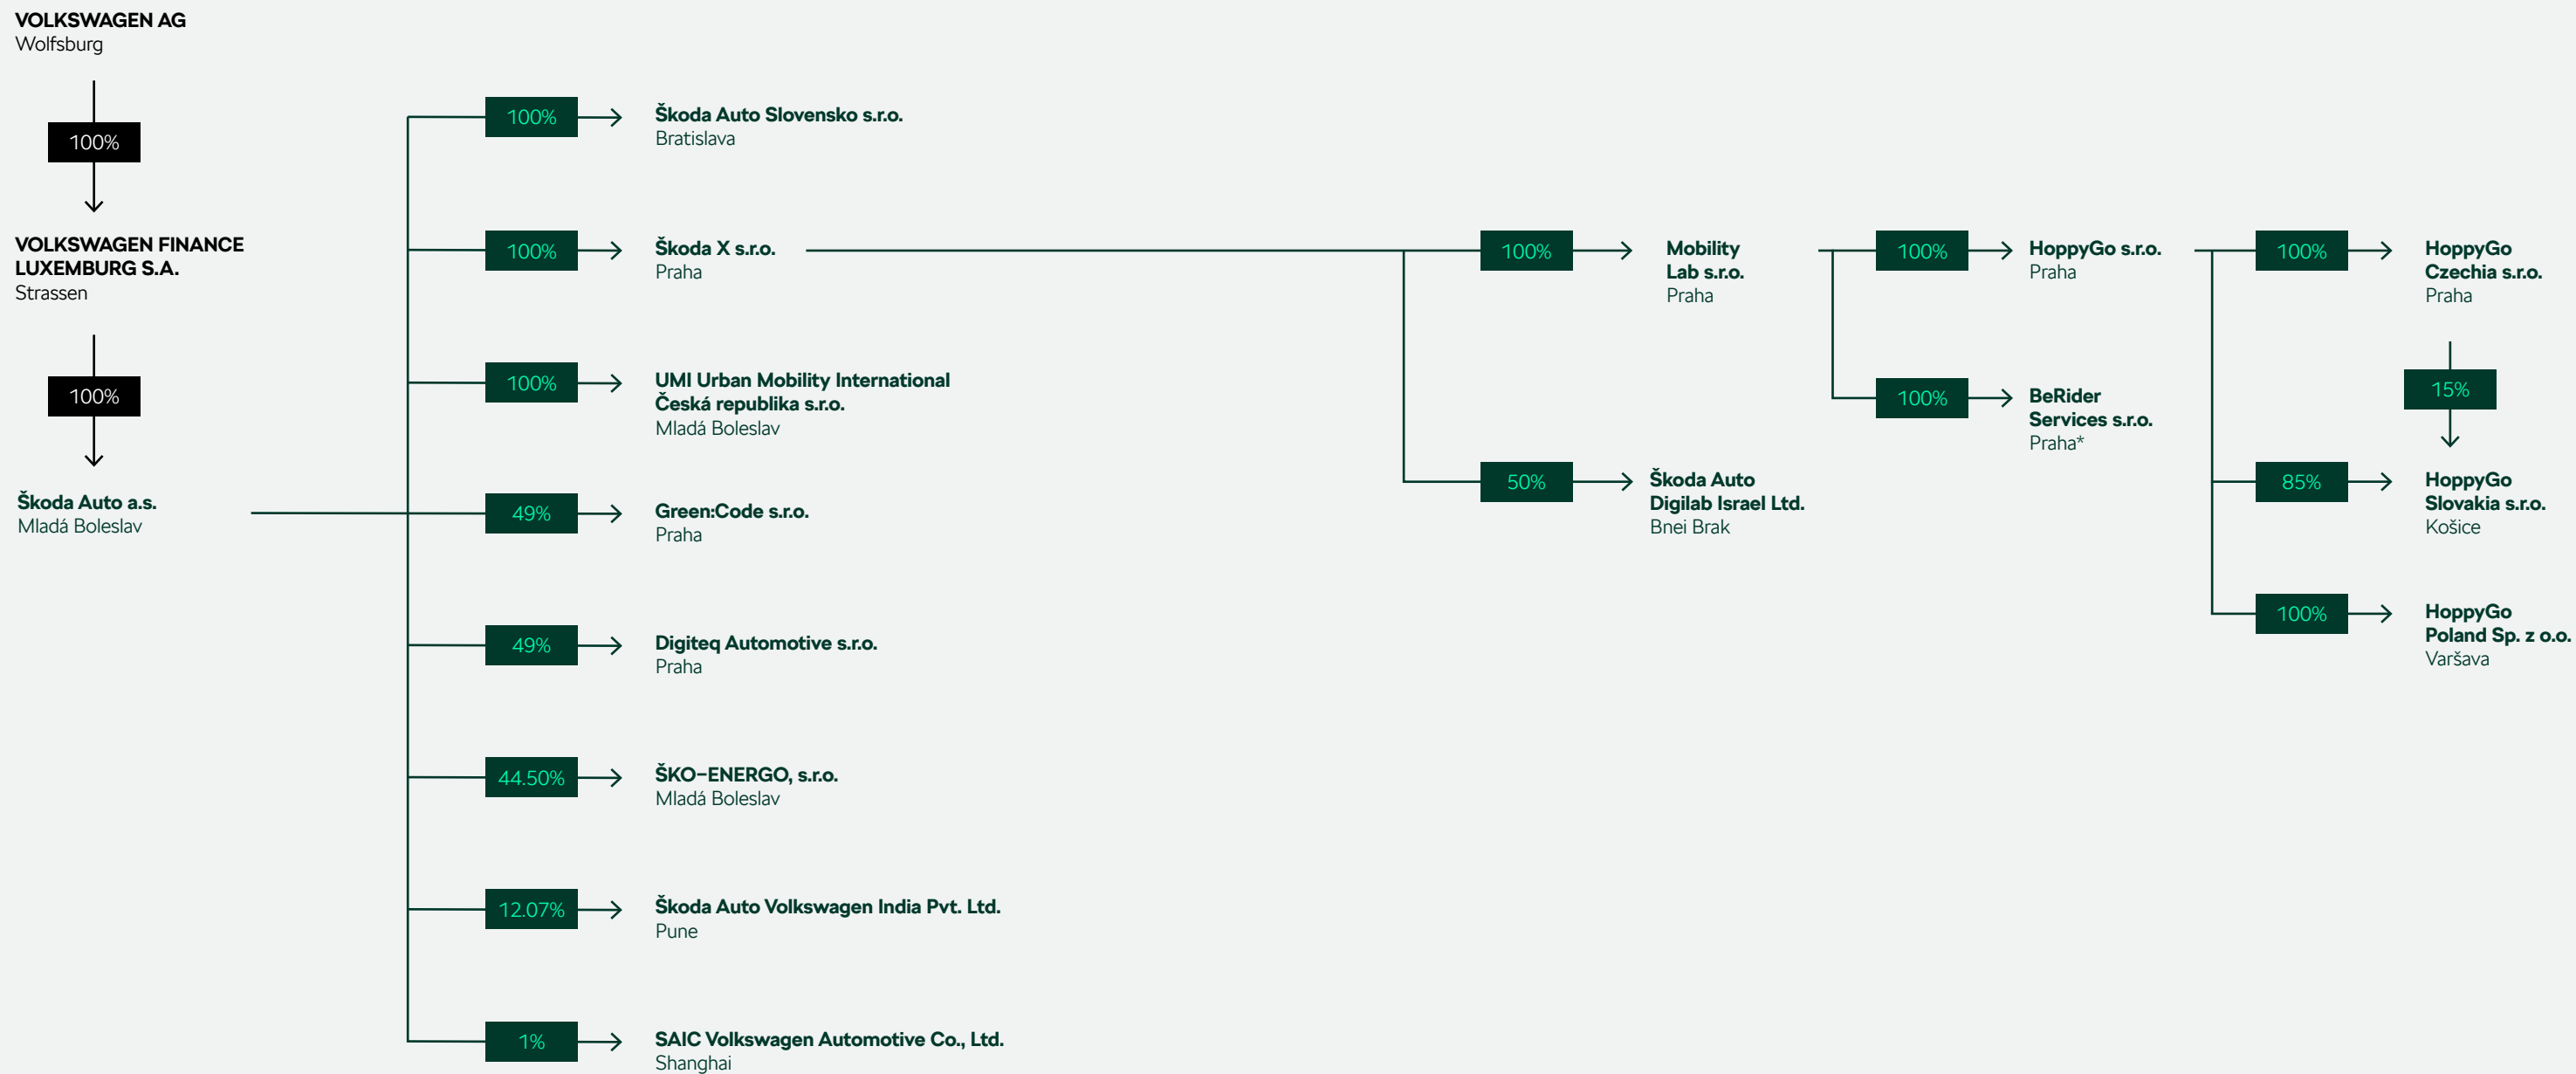 VOLKSWAGEN AG
Wolfsburg
100%
VOLKSWAGEN FINANCE
LUXEMBURG S.A.
Strassen
100%
Škoda Auto a.s.
Mladá Boleslav
100%
Škoda Auto Slovensko s.r.o.
Bratislava
100%
Škoda X s.r.o.
Praha
100%
UMI Urban Mobility International
Česká republika s.r.o.
Mladá Boleslav
49%
Green:Code s.r.o.
Praha
49%
Digiteq Automotive s.r.o.
Praha
44.50%
ŠKO–ENERGO, s.r.o.
Mladá Boleslav
12.07%
Škoda Auto Volkswagen India Pvt. Ltd.
Pune
1%
SAIC Volkswagen Automotive Co., Ltd.
Shanghai
100%
Mobility
Lab s.r.o.
Praha
50%
Škoda Auto
Digilab Israel Ltd.
Bnei Brak
100%
HoppyGo s.r.o.
Praha
100%
BeRider
Services s.r.o.
Praha*
100%
HoppyGo
Czechia s.r.o.
Praha
15%
85%
HoppyGo
Slovakia s.r.o.
Košice
100%
HoppyGo
Poland Sp. z o.o.
Varšava